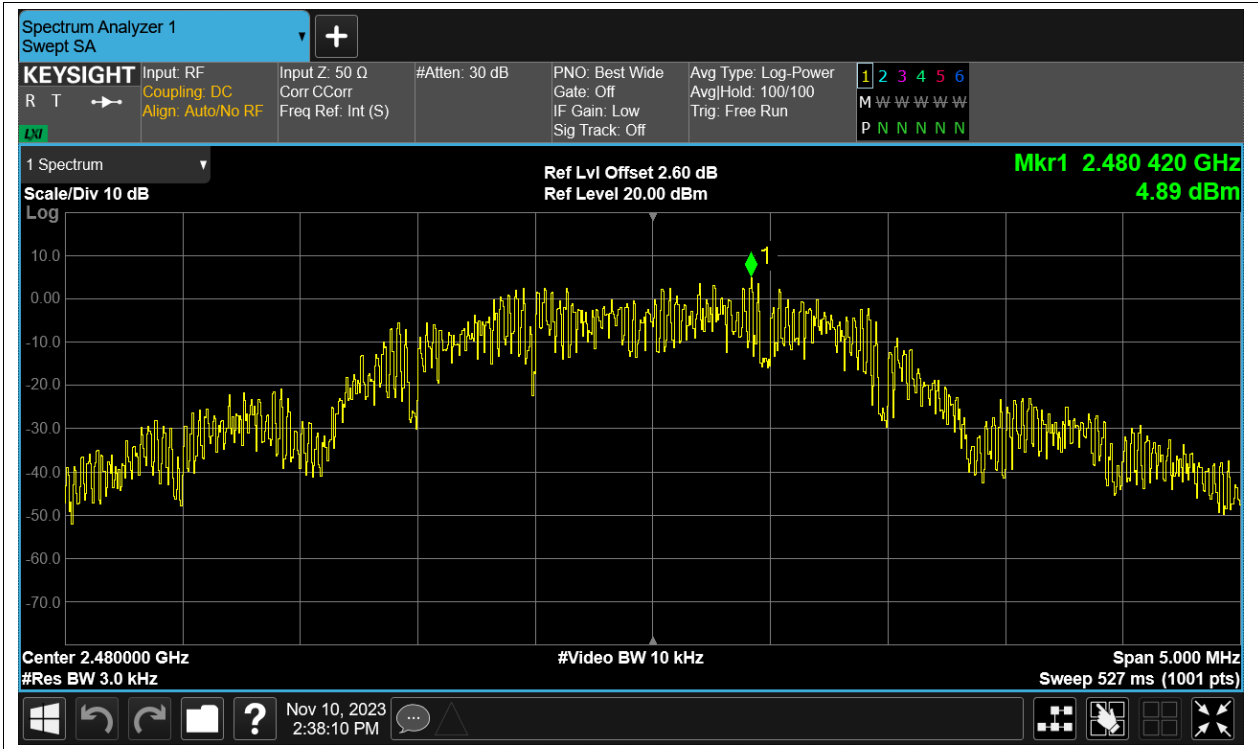 Spectrum Analyzer 1
Swept SA
KEYSIGHT
R T
LXI
Input: RF
Coupling: DC
Align: Auto/No RF
Input Z: 50 Ω
Corr CCorr
Freq Ref: Int (S)
#Atten: 30 dB
PNO: Best Wide
Gate: Off
IF Gain: Low
Sig Track: Off
Avg Type: Log-Power
Avg|Hold: 100/100
Trig: Free Run
1 2 3 4 5 6
M W W W W W
P N N N N N
1 Spectrum
Scale/Div 10 dB
Ref Lvl Offset 2.60 dB
Ref Level 20.00 dBm
Mkr1 2.480 420 GHz
4.89 dBm
Log
10.0
0.00
-10.0
-20.0
-30.0
-40.0
-50.0
-60.0
-70.0
1
Center 2.480000 GHz
#Res BW 3.0 kHz
#Video BW 10 kHz
Span 5.000 MHz
Sweep 527 ms (1001 pts)
?
Nov 10, 2023
2:38:10 PM